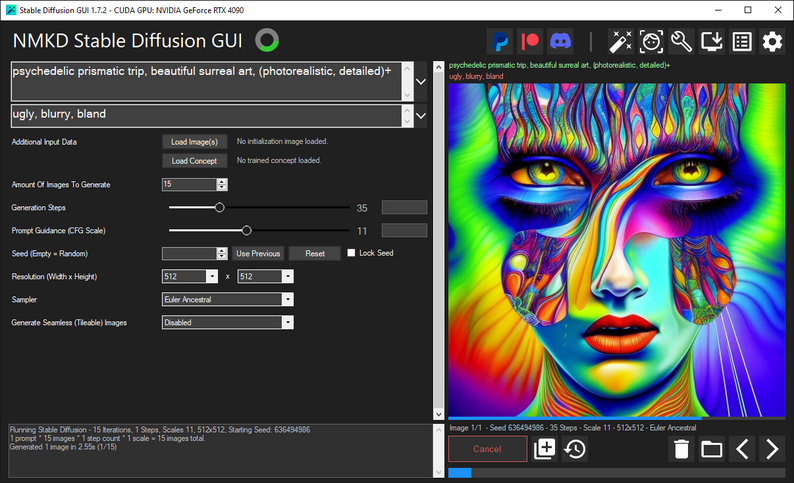 Stable Diffusion GUI 1.7.2 - CUDA GPU: NVIDIA GeForce RTX 4090
NMKD Stable Diffusion GUI
psychedelic prismatic trip, beautiful surreal art, (photorealistic, detailed)+
ugly, blurry, bland
Additional Input Data
Load Image(s)
No initialization image loaded.
Load Concept
No trained concept loaded.
Amount Of Images To Generate
15
Generation Steps
35
Prompt Guidance (CFG Scale)
11
Seed (Empty = Random)
Use Previous
Reset
Lock Seed
Resolution (Width x Height)
512
x
512
Sampler
Euler Ancestral
Generate Seamless (Tileable) Images
Disabled
Running Stable Diffusion - 15 Iterations, 1 Steps, Scales 11, 512x512, Starting Seed: 636494986
1 prompt * 15 images * 1 step count * 1 scale = 15 images total.
Generated 1 image in 2.55s (1/15)
psychedelic prismatic trip, beautiful surreal art, (photorealistic, detailed)+
ugly, blurry, bland
Image 1/1 - Seed 636494986 - 35 Steps - Scale 11 - 512x512 - Euler Ancestral
Cancel